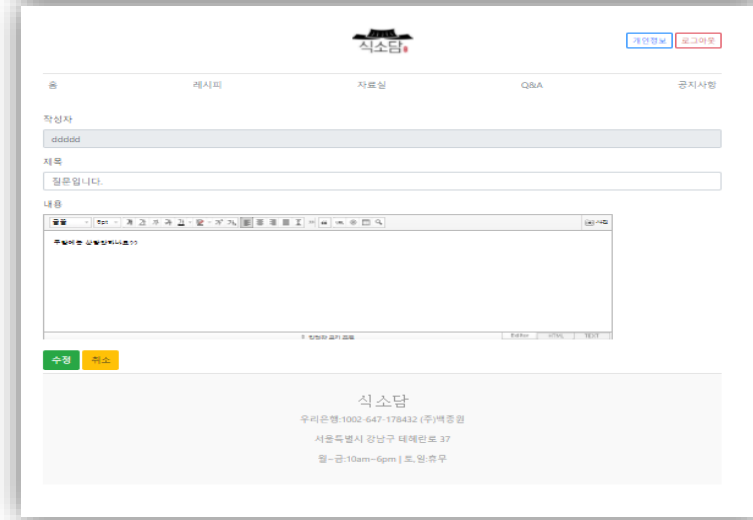 식소담
개인정보 로그아웃
홈 레시피 자료실 Q&A 공지사항
작성자
ddddd
제목
질문입니다.
내용
사진
수정 취소
식소담
우리은행:1002-647-178432 (주)백종원
서울특별시 강남구 테헤란로 37
월~금:10am~6pm | 토,일:휴무